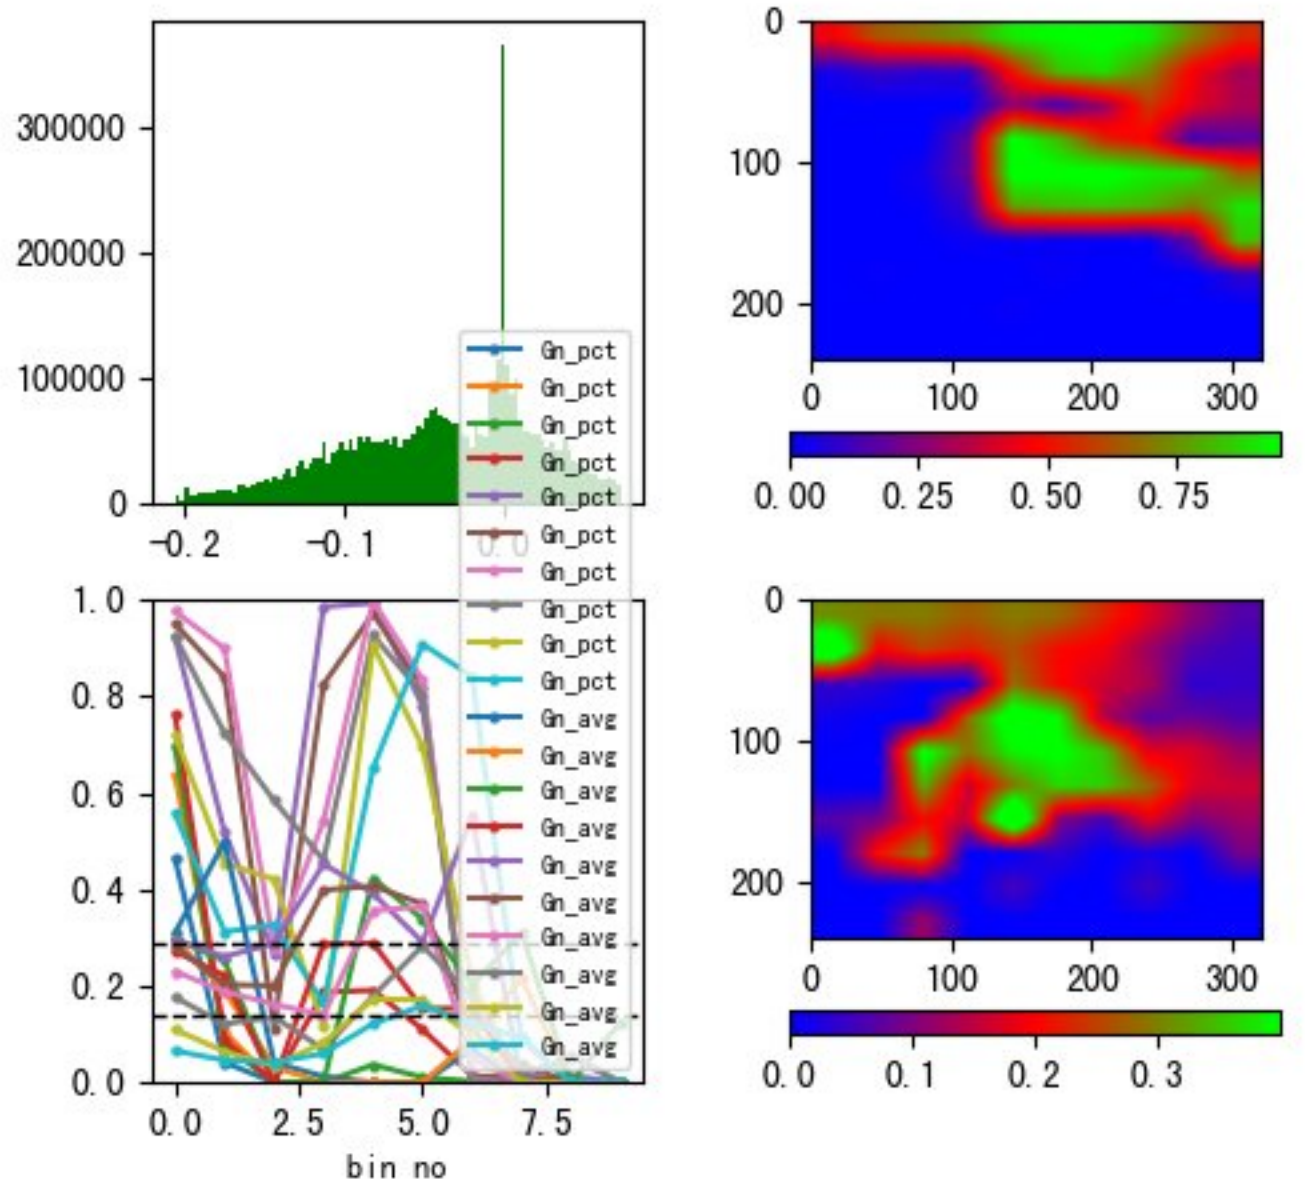 300000
200000
100000
0
-0.2 -0.1 0.0
0
100
200
0 100 200 300
0.00 0.25 0.50 0.75
Gn_pct
Gn_pct
Gn_pct
Gn_pct
Gn_pct
Gn_pct
Gn_pct
Gn_pct
Gn_pct
Gn_pct
Gn_avg
Gn_avg
Gn_avg
Gn_avg
Gn_avg
Gn_avg
Gn_avg
Gn_avg
Gn_avg
Gn_avg
1.0
0.8
0.6
0.4
0.2
0.0
0.0 2.5 5.0 7.5
bin no
0
100
200
0 100 200 300
0.0 0.1 0.2 0.3